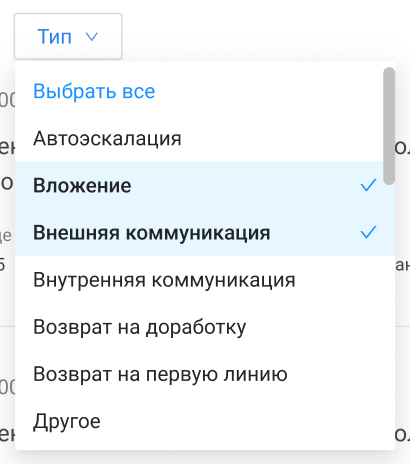 Тип
Выбрать все
Автоэскалация
Вложение
Внешняя коммуникация
Внутренняя коммуникация
Возврат на доработку
Возврат на первую линию
Другое